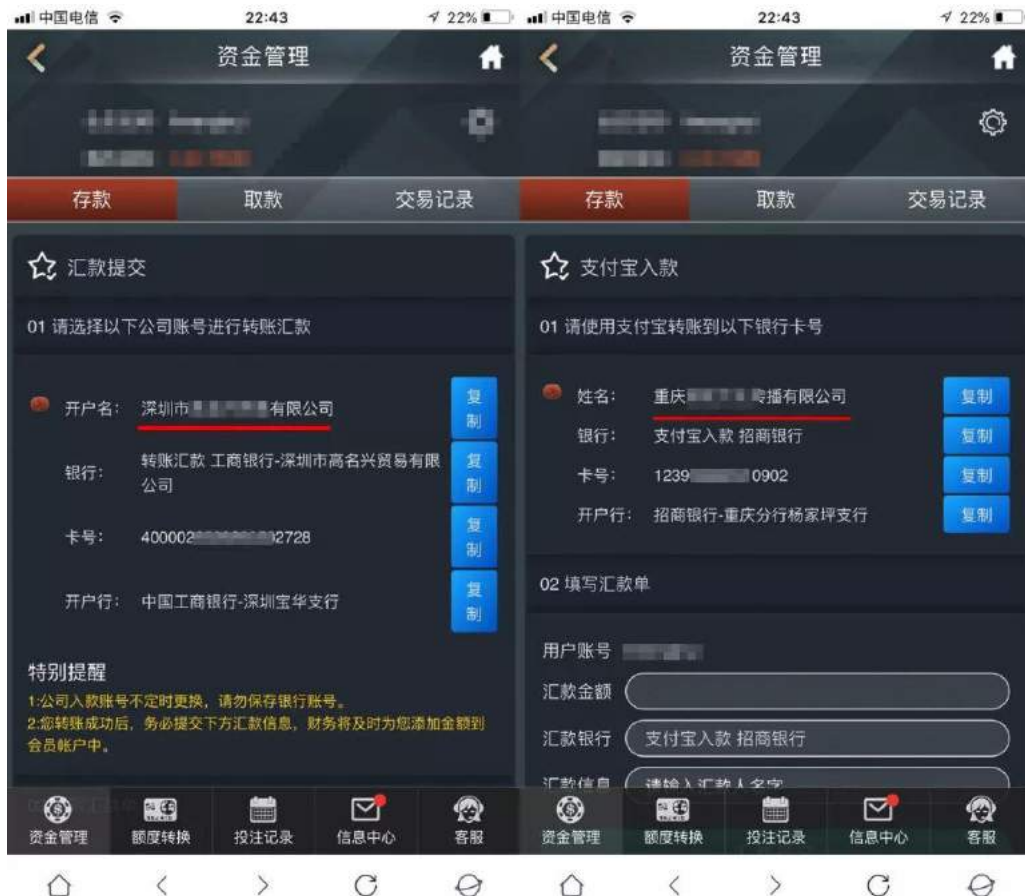 中国电信
22:43
22%
资金管理
存款
取款
交易记录
汇款提交
01 请选择以下公司账号进行转账汇款
开户名：
深圳市
有限公司
复制
银行：
转账汇款 工商银行-深圳市高名兴贸易有限
公司
复制
卡号：
400002
2728
复制
开户行：
中国工商银行-深圳宝华支行
复制
特别提醒
1:公司入款账号不定时更换，请勿保存银行账号。
2:您转账成功后，务必提交下方汇款信息，财务将及时为您添加金额到
会员帐户中。
资金管理
额度转换
投注记录
信息中心
客服
中国电信
22:43
22%
资金管理
存款
取款
交易记录
支付宝入款
01 请使用支付宝转账到以下银行卡号
姓名：
重庆
播有限公司
复制
银行：
支付宝入款 招商银行
复制
卡号：
1239
0902
复制
开户行：
招商银行-重庆分行杨家坪支行
复制
02 填写汇款单
用户账号
汇款金额
汇款银行
支付宝入款 招商银行
汇款信息
请输入汇款人名字
资金管理
额度转换
投注记录
信息中心
客服